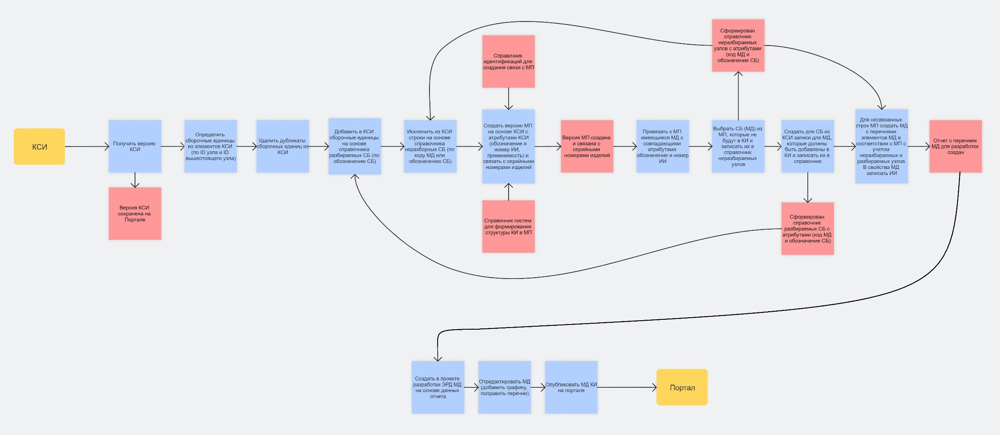 КСИ
Получить версию
КСИ
Версия КСИ
сохранена на
Портале
Определить
сборочные единицы
из элементов КСИ
(по ID узла и ID
вышестоящего узла)
Удалить дубликаты
сборочных единиц из
КСИ
Добавить в КСИ
сборочные единицы
на основе
справочника
разбираемых СБ (по
обозначению СБ)
Исключить из КСИ
строки на основе
справочника
неразборных СБ (по
коду МД или
обозначению СБ)
Справочник
идентификаций для
создания связи с МП
Создать версию МП
на основе КСИ с
атрибутами КСИ
(обозначение и
номер ИИ,
применимость) и
связать с серийными
номерами изделий
Справочник систем
для формирования
структуры КИ в МП
Версия МП создана
и связана с
серийными
номерами изделий
Привязать к МП
имеющиеся МД с
совпадающими
атрибутами
обозначение и номер
ИИ
Сформирован
справочник
неразбираемых
узлов с атрибутами
(код МД и
обозначение СБ)
Выбрать СБ (МД) из
МП, которые не
будут в КИ и
записать их в
справочник
неразбираемых
узлов
Создать для СБ из
КСИ записи для МД,
которые должны
быть добавлены в
КИ и записать их в
справочник
Сформирован
справочник
разбираемых СБ с
атрибутами (код МД
и обозначение СБ)
Для несвязанных
строк МП создать МД
с перечнями
элементов МД в
соответствии с МП с
учетом
неразбираемых и
разбираемых узлов.
В свойства МД
записать ИИ
Отчет с перечнем
МД для разработки
создан
Создать в проекте
разработки ЭРД МД
на основе данных
отчета
Отредактировать МД
(добавить графику,
поправить перечни)
Опубликовать МД КИ
на портале
Портал